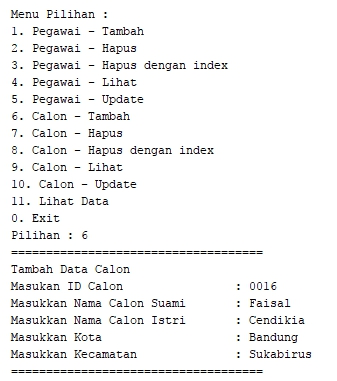 Menu Pilihan :
1. Pegawai - Tambah
2. Pegawai - Hapus
3. Pegawai - Hapus dengan index
4. Pegawai - Lihat
5. Pegawai - Update
6. Calon - Tambah
7. Calon - Hapus
8. Calon - Hapus dengan index
9. Calon - Lihat
10. Calon - Update
11. Lihat Data
0. Exit
Pilihan : 6
====================================
Tambah Data Calon
Masukan ID Calon : 0016
Masukkan Nama Calon Suami : Faisal
Masukkan Nama Calon Istri : Cendikia
Masukkan Kota : Bandung
Masukkan Kecamatan : Sukabirus
====================================